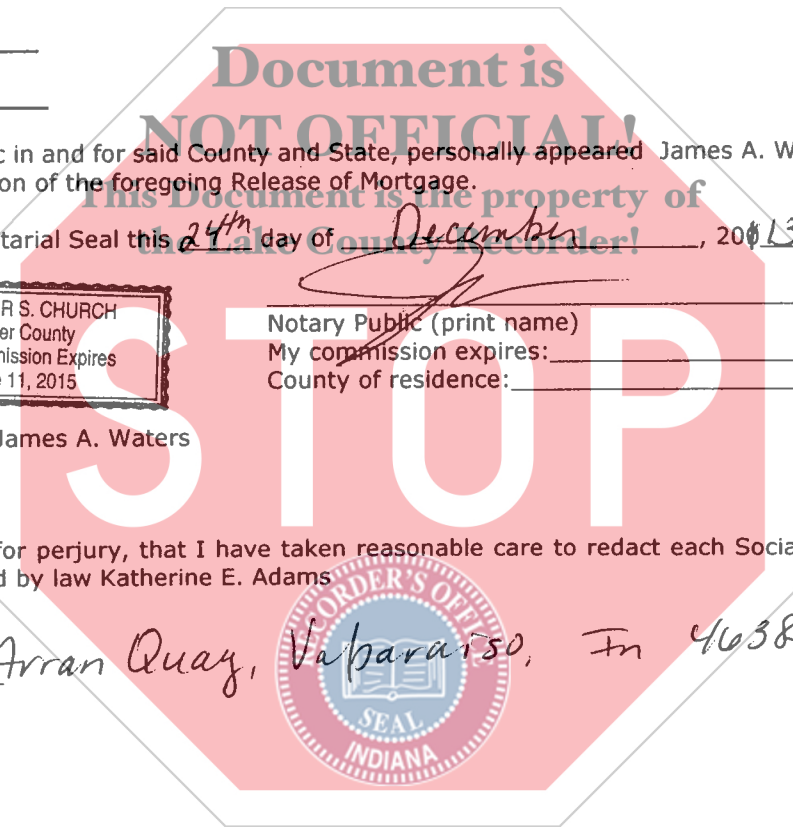 Document is
NOT OFFICIAL!
c in and for said County and State, personally appeared James A. W
on of the foregoing Release of Mortgage.
This Document is the property of
tarial Seal this 24th day of December, 2013
the Lake County Recorder!
R S. CHURCH
er County
mission Expires
11, 2015
Notary Public (print name)
My commission expires:
County of residence:
STOP
James A. Waters
for perjury, that I have taken reasonable care to redact each Socia
d by law Katherine E. Adams
Arran Quay, Valparaiso, In 4638
RECORDER'S OFFICE
SEAL
INDIANA